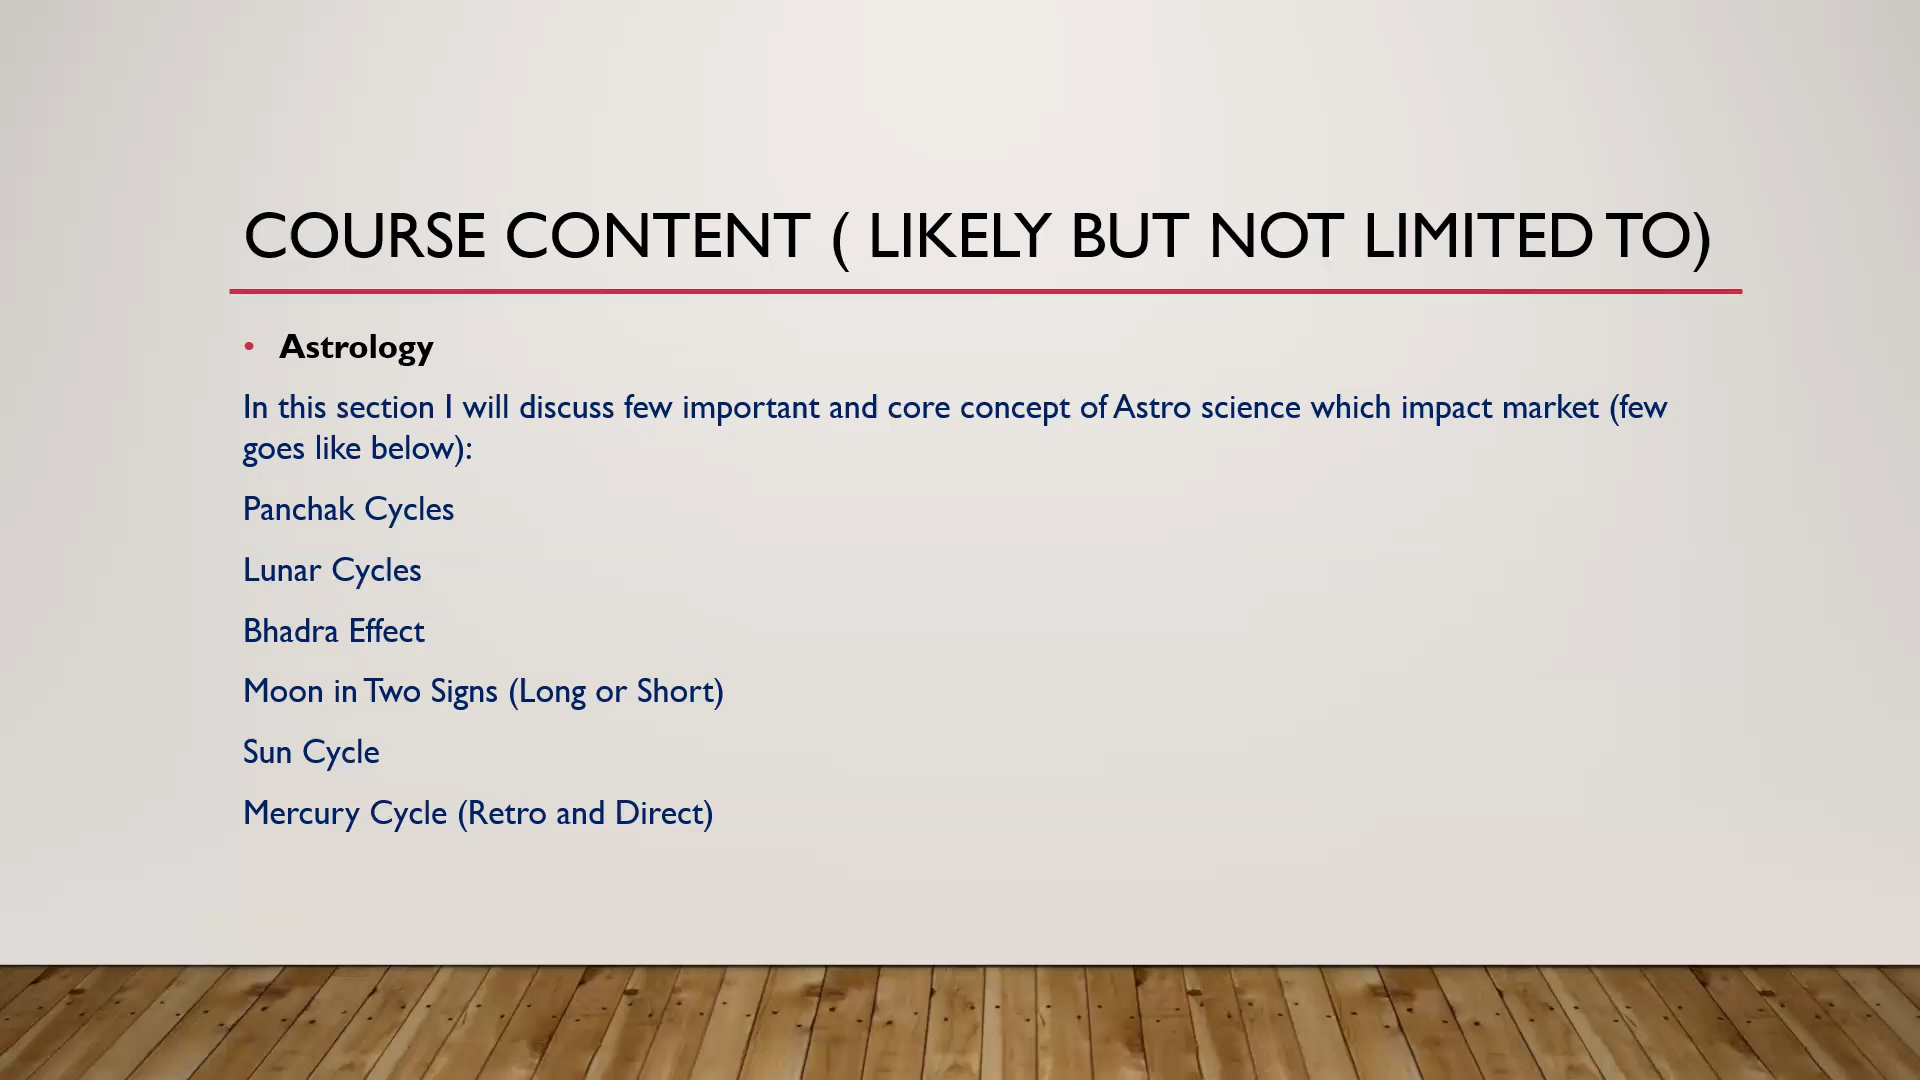 COURSE CONTENT ( LIKELY BUT NOT LIMITED TO)
• Astrology
In this section I will discuss few important and core concept of Astro science which impact market (few
goes like below):
Panchak Cycles
Lunar Cycles
Bhadra Effect
Moon in Two Signs (Long or Short)
Sun Cycle
Mercury Cycle (Retro and Direct)